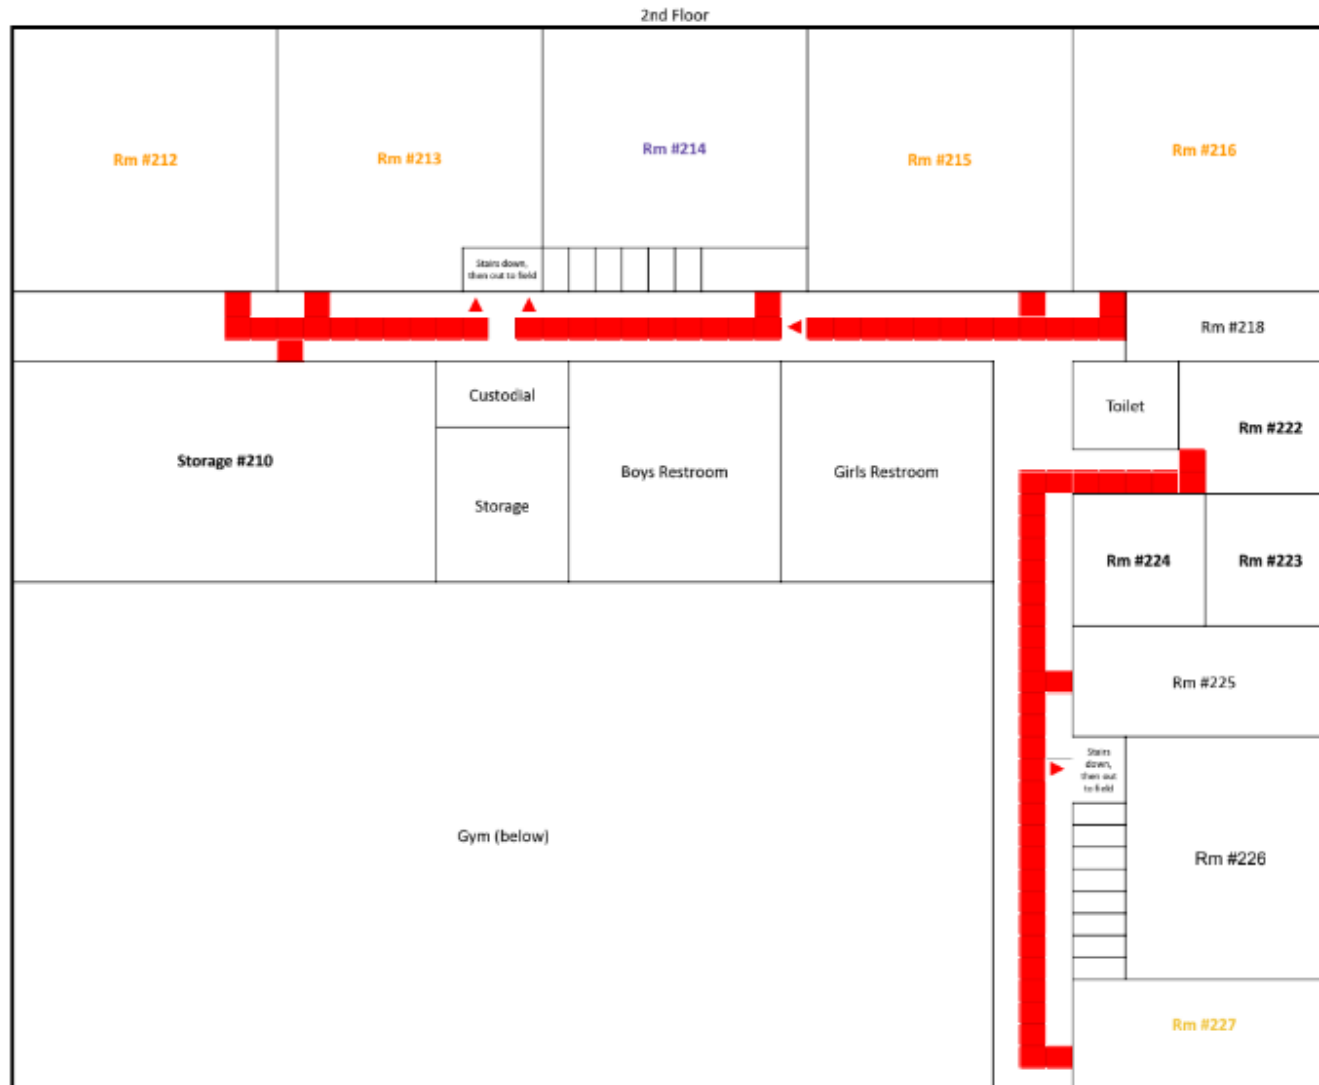 2nd Floor
Rm #212
Rm #213
Rm #214
Rm #215
Rm #216
Stairs down,
then out to field
Rm #218
Custodial
Toilet
Rm #222
Storage #210
Boys Restroom
Girls Restroom
Storage
Rm #224
Rm #223
Rm #225
Stairs
down,
then out
to field
Gym (below)
Rm #226
Rm #227